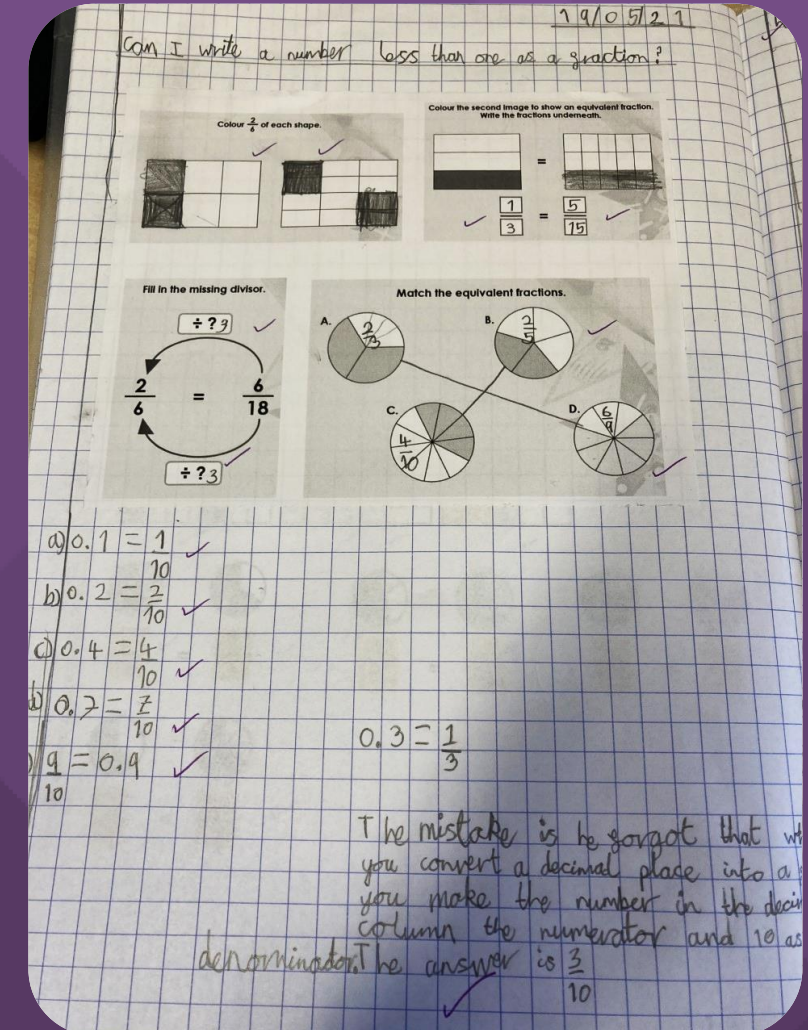 19/05/21
Can I write a number less than one as a fraction?
Colour 2/6 of each shape.
Colour the second image to show an equivalent fraction.
Write the fractions underneath.
=
1/3 = 5/15
Fill in the missing divisor.
÷ ? 3
2/6 = 6/18
÷ ? 3
Match the equivalent fractions.
A. 2/3
B. 2/5
C. 4/10
D. 6/9
a) 0.1 = 1/10
b) 0.2 = 2/10
c) 0.4 = 4/10
d) 0.7 = 7/10
) 9/10 = 0.9
0.3 = 1/3
The mistake is he forgot that
you convert a decimal place into a
you make the number in the
column the numerator and 10 as
denominator. The answer is 3/10